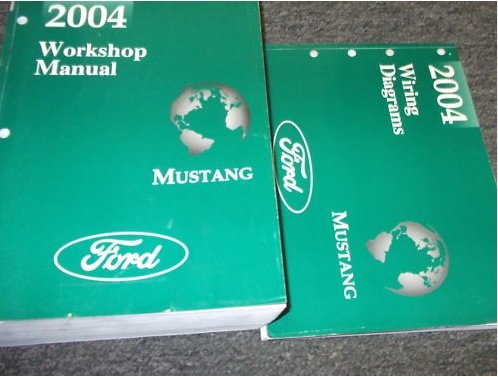 2004
Workshop
Manual
MUSTANG
Ford
2004
Wiring
Diagrams
MUSTANG
Ford